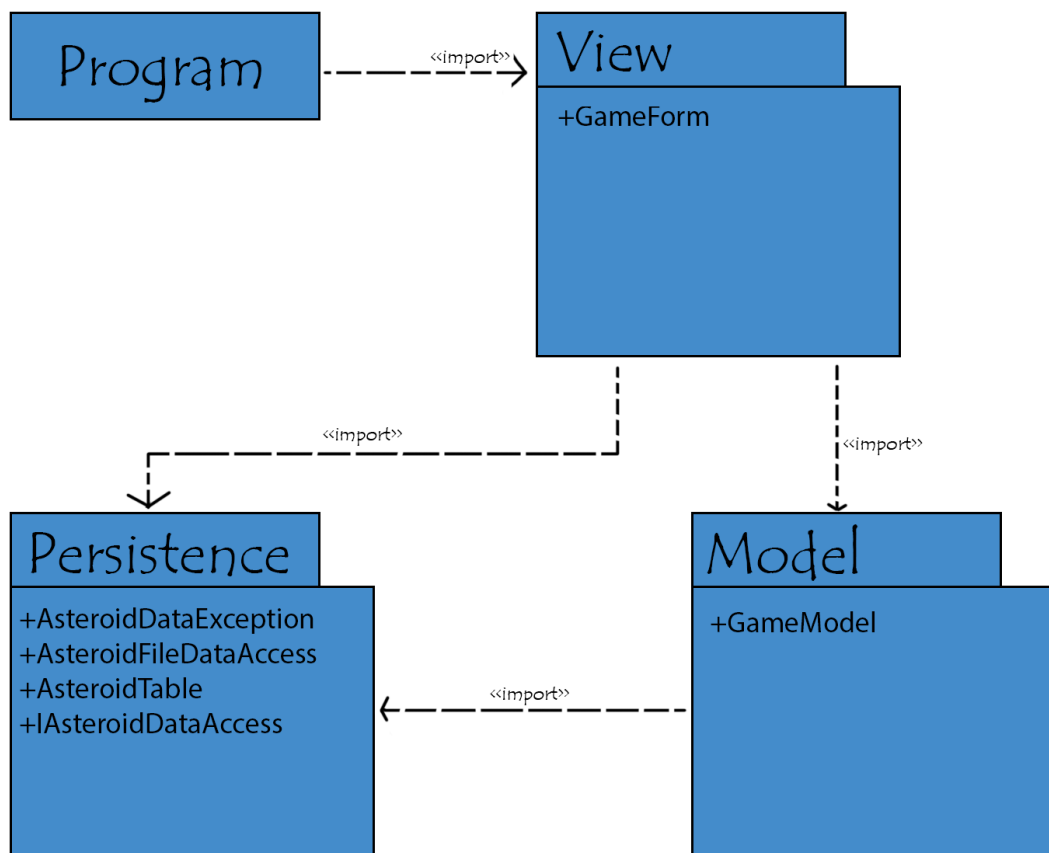 Program
«import»
View
+GameForm
«import»
«import»
Persistence
+AsteroidDataException
+AsteroidFileDataAccess
+AsteroidTable
+IAsteroidDataAccess
«import»
Model
+GameModel